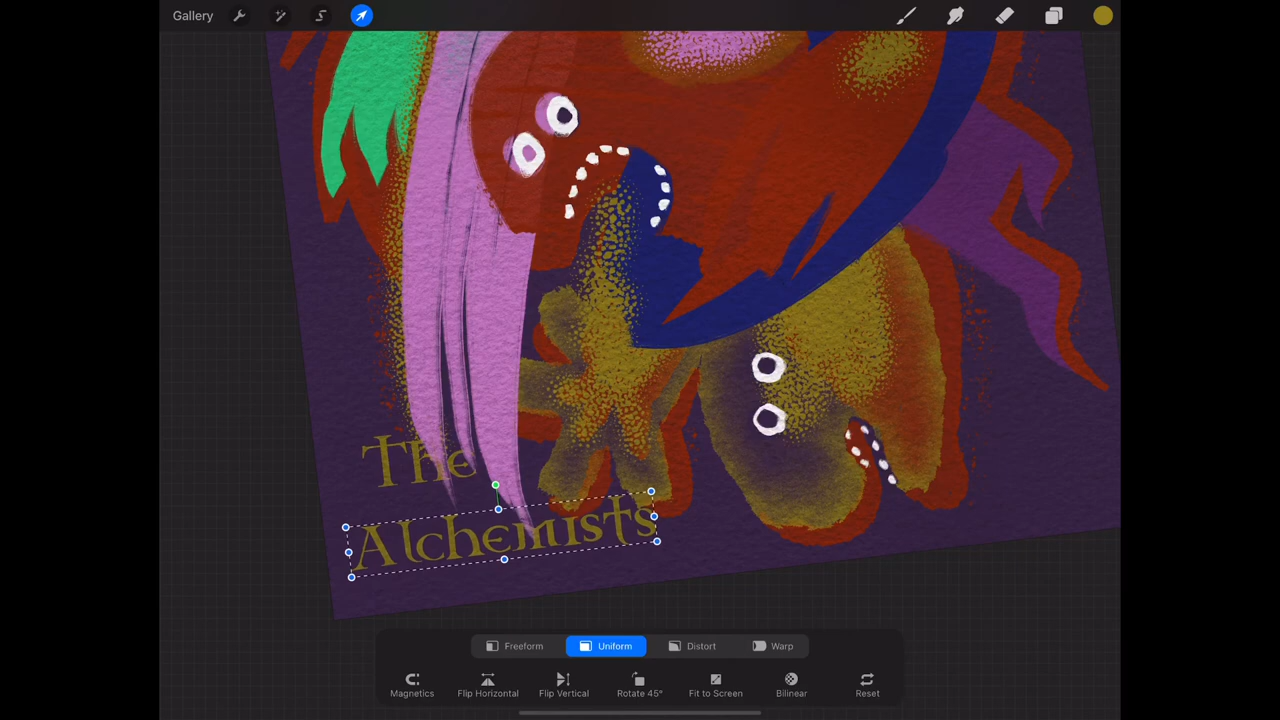 Gallery
The
Alchemists
Freeform Uniform Distort Warp
Magnetics Flip Horizontal Flip Vertical Rotate 45° Fit to Screen Bilinear Reset